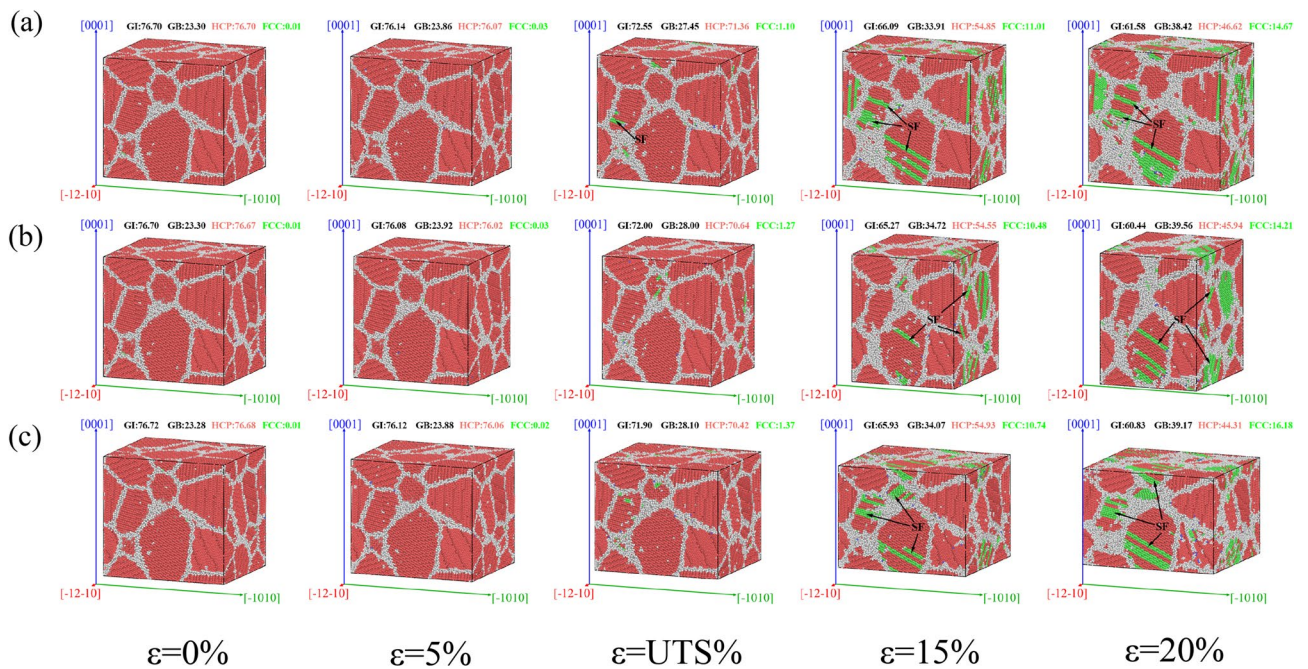 (a)
[0001] GI:76.70 GB:23.30 HCP:76.70 FCC:0.01
[-12-10] [-1010]
[0001] GI:76.14 GB:23.86 HCP:76.07 FCC:0.03
[-12-10] [-1010]
[0001] GI:72.55 GB:27.45 HCP:71.36 FCC:1.10
SF
[-12-10] [-1010]
[0001] GI:66.09 GB:33.91 HCP:54.85 FCC:11.01
SF
[-12-10] [-1010]
[0001] GI:61.58 GB:38.42 HCP:46.62 FCC:14.67
SF
[-12-10] [-1010]
(b)
[0001] GI:76.70 GB:23.30 HCP:76.67 FCC:0.01
[-12-10] [-1010]
[0001] GI:76.08 GB:23.92 HCP:76.02 FCC:0.03
[-12-10] [-1010]
[0001] GI:72.00 GB:28.00 HCP:70.64 FCC:1.27
[-12-10] [-1010]
[0001] GI:65.27 GB:34.72 HCP:54.55 FCC:10.48
SF
[-12-10] [-1010]
[0001] GI:60.44 GB:39.56 HCP:45.94 FCC:14.21
SF
[-12-10] [-1010]
(c)
[0001] GI:76.72 GB:23.28 HCP:76.68 FCC:0.01
[-12-10] [-1010]
[0001] GI:76.12 GB:23.88 HCP:76.06 FCC:0.02
[-12-10] [-1010]
[0001] GI:71.90 GB:28.10 HCP:70.42 FCC:1.37
[-12-10] [-1010]
[0001] GI:65.93 GB:34.07 HCP:54.93 FCC:10.74
SF
[-12-10] [-1010]
[0001] GI:60.83 GB:39.17 HCP:44.31 FCC:16.18
SF
[-12-10] [-1010]
ε=0% ε=5% ε=UTS% ε=15% ε=20%